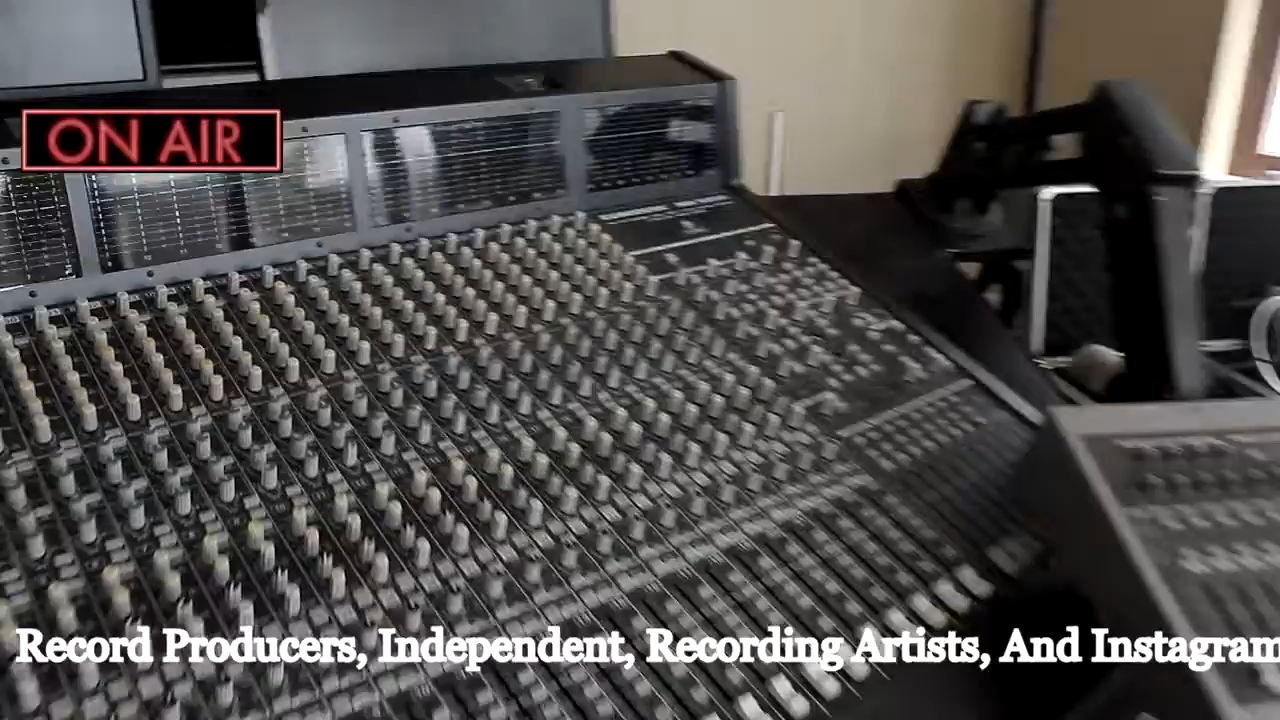 ON AIR
Record Producers, Independent, Recording Artists, And Instagram